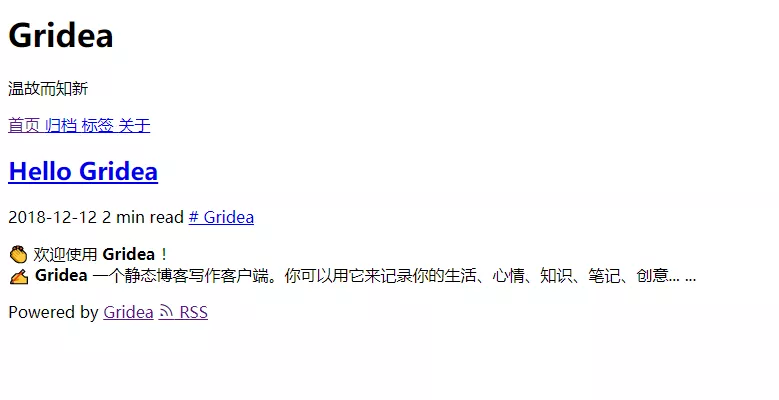 Gridea
温故而知新
首页 归档 标签 关于
Hello Gridea
2018-12-12 2 min read # Gridea
👏 欢迎使用 Gridea ！
✍️ Gridea 一个静态博客写作客户端。你可以用它来记录你的生活、心情、知识、笔记、创意... ...
Powered by Gridea RSS